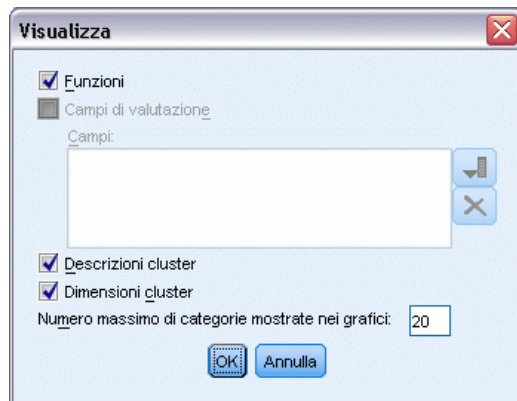 Visualizza
Funzioni
Campi di valutazione
Campi:
Descrizioni cluster
Dimensioni cluster
Numero massimo di categorie mostrate nei grafici: 20
OK Annulla